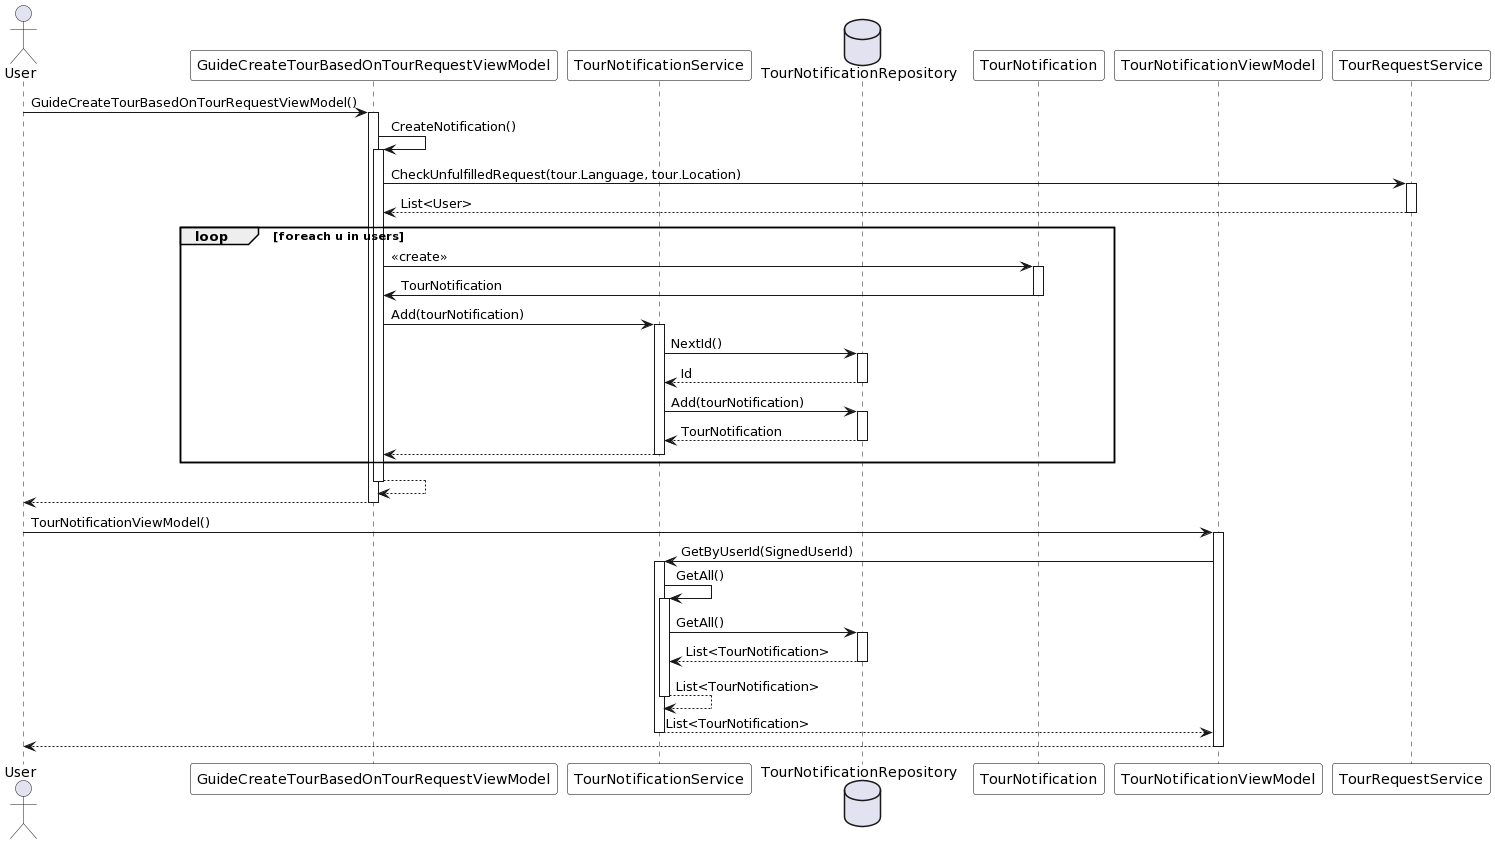 User
GuideCreateTourBasedOnTourRequestViewModel
TourNotificationService
TourNotificationRepository
TourNotification
TourNotificationViewModel
TourRequestService
GuideCreateTourBasedOnTourRequestViewModel()
CreateNotification()
CheckUnfulfilledRequest(tour.Language, tour.Location)
List<User>
loop
[foreach u in users]
«create»
TourNotification
Add(tourNotification)
NextId()
Id
Add(tourNotification)
TourNotification
TourNotificationViewModel()
GetByUserId(SignedUserId)
GetAll()
GetAll()
List<TourNotification>
List<TourNotification>
List<TourNotification>
User
GuideCreateTourBasedOnTourRequestViewModel
TourNotificationService
TourNotificationRepository
TourNotification
TourNotificationViewModel
TourRequestService